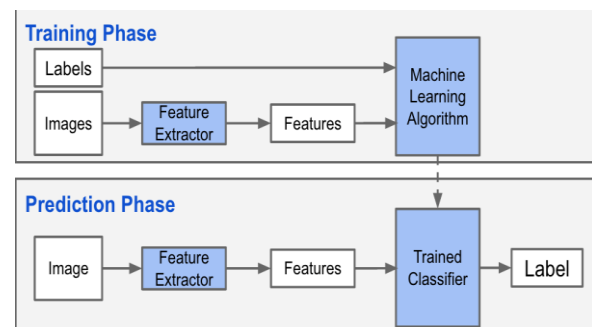 Training Phase
Labels
Machine
Learning
Algorithm
Images
Feature
Extractor
Features
Prediction Phase
Image
Feature
Extractor
Features
Trained
Classifier
Label